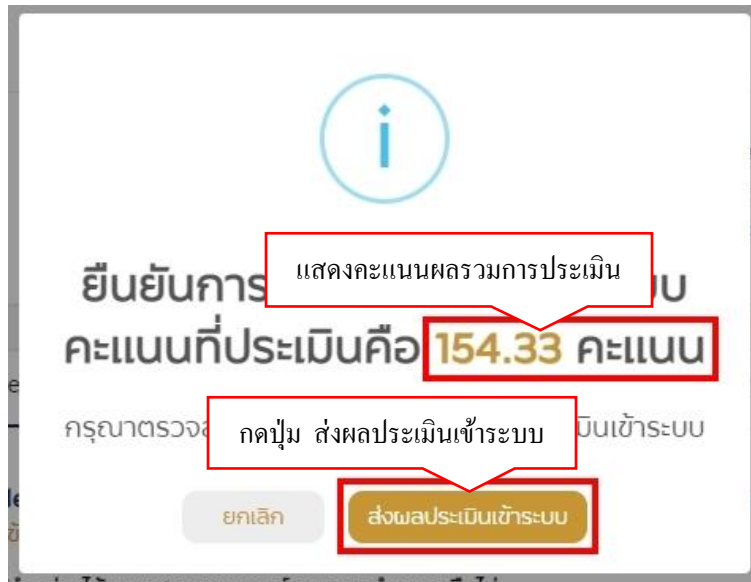 แสดงคะแนนผลรวมการประเมิน
ยืนยันการ
คะแนนที่ประเมินคือ 154.33 คะแนน
กดปุ่ม ส่งผลประเมินเข้าระบบ
กรุณาตรวจส มินเข้าระบบ
ยกเลิก ส่งผลประเมินเข้าระบบ